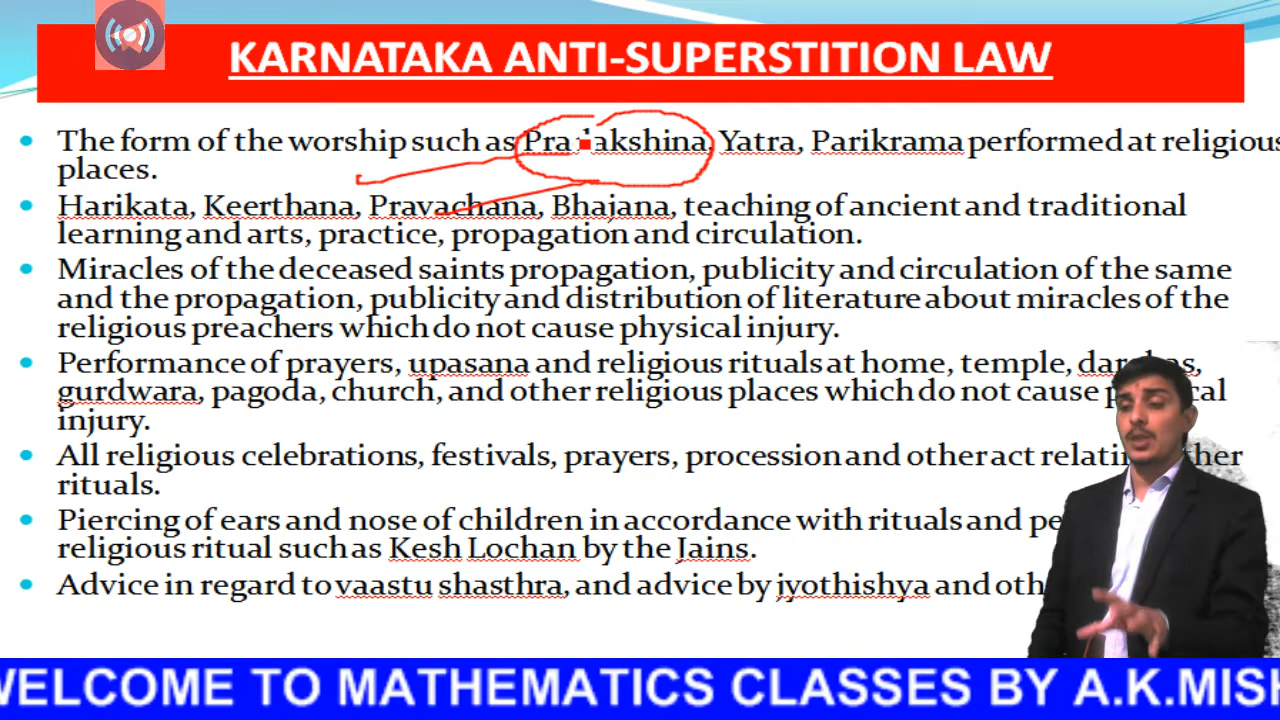 KARNATAKA ANTI-SUPERSTITION LAW
The form of the worship such as Pradakshina, Yatra, Parikrama performed at religious
places.
Harikata, Keerthana, Pravachana, Bhajana, teaching of ancient and traditional
learning and arts, practice, propagation and circulation.
Miracles of the deceased saints propagation, publicity and circulation of the same
and the propagation, publicity and distribution of literature about miracles of the
religious preachers which do not cause physical injury.
Performance of prayers, upasana and religious rituals at home, temple,
gurdwara, pagoda, church, and other religious places which do not cause
injury.
All religious celebrations, festivals, prayers, procession and other act
rituals.
Piercing of ears and nose of children in accordance with rituals and
religious ritual such as Kesh Lochan by the Jains.
Advice in regard to vaastu shasthra, and advice by jyothishya and
WELCOME TO MATHEMATICS CLASSES BY A.K.